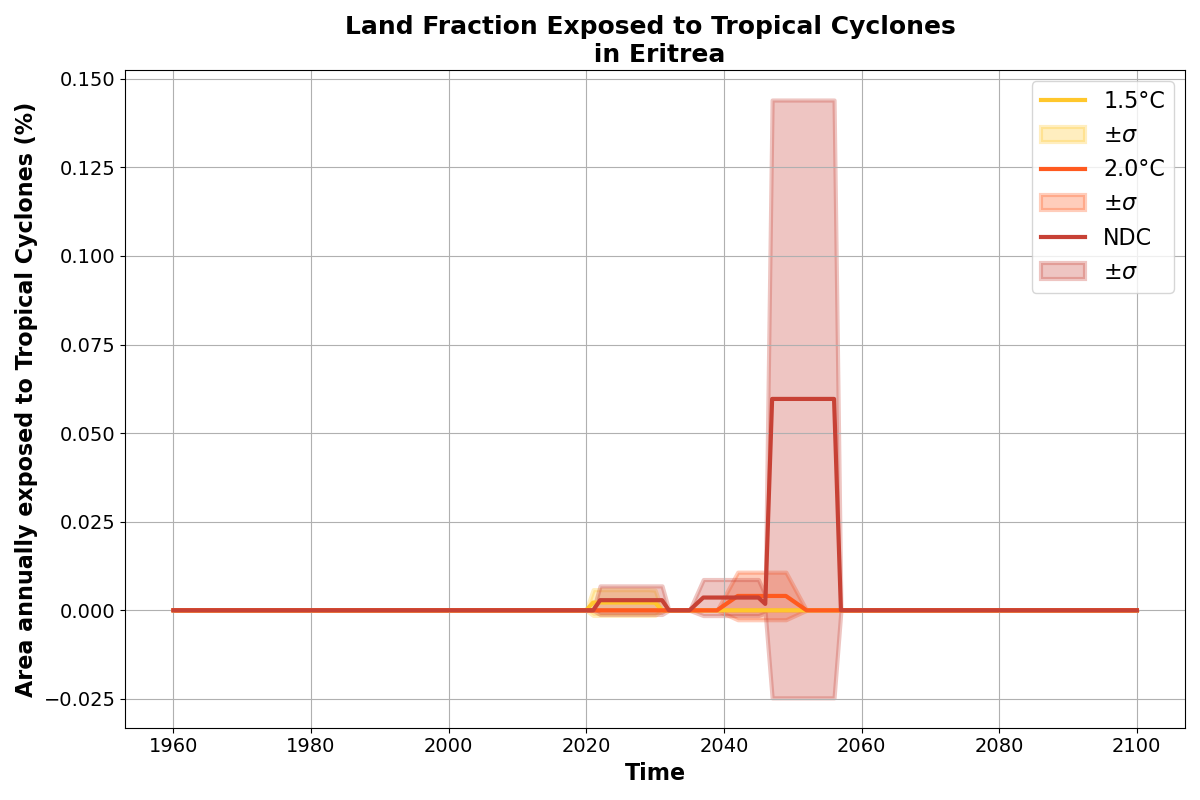 Land Fraction Exposed to Tropical Cyclones
in Eritrea
Area annually exposed to Tropical Cyclones (%)
0.150
0.125
0.100
0.075
0.050
0.025
0.000
−0.025
1960
1980
2000
2020
2040
2060
2080
2100
Time
1.5°C
±σ
2.0°C
±σ
NDC
±σ